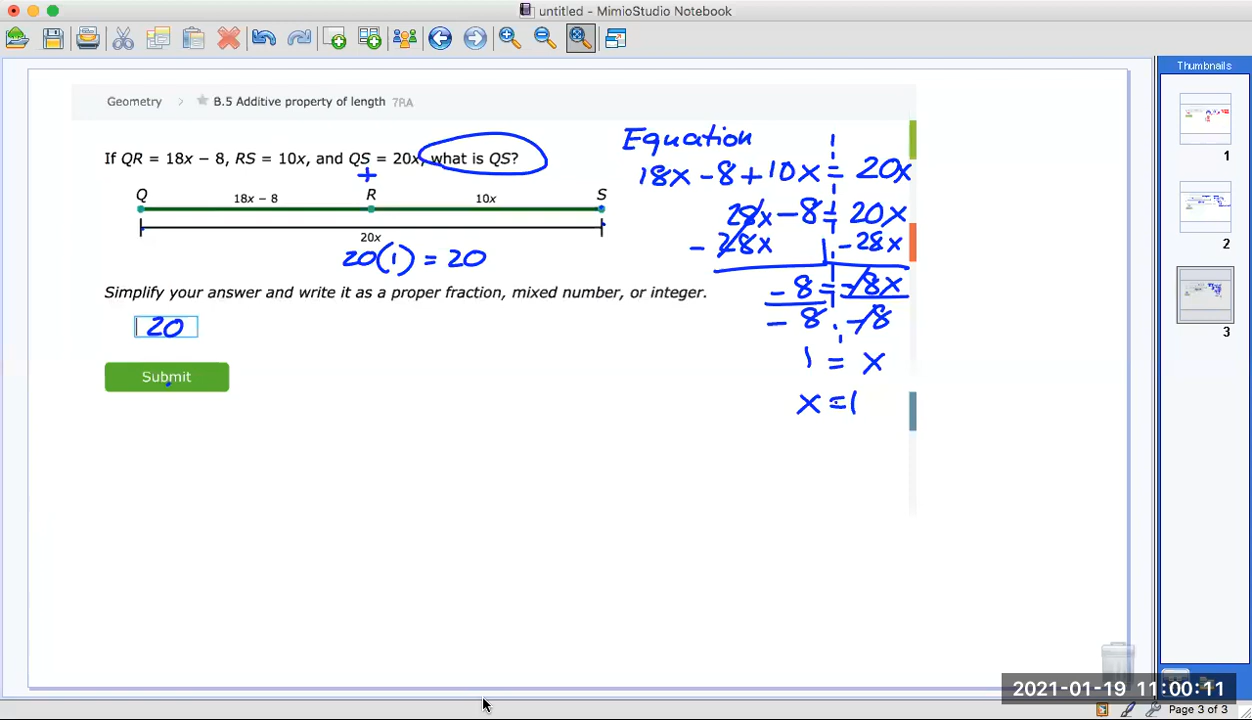 untitled - MimioStudio Notebook
Thumbnails
Geometry > B.5 Additive property of length 7RA
If QR = 18x − 8, RS = 10x, and QS = 20x, what is QS?
+
Q R S
18x − 8 10x
20x
20(1) = 20
Simplify your answer and write it as a proper fraction, mixed number, or integer.
20
Submit
Equation
18x - 8 + 10x = 20x
28x - 8 = 20x
- 28x - 28x
- 8 = - 8x
- 8 - 8
1 = x
x = 1
1
2
3
2021-01-19 11:00:11
Page 3 of 3